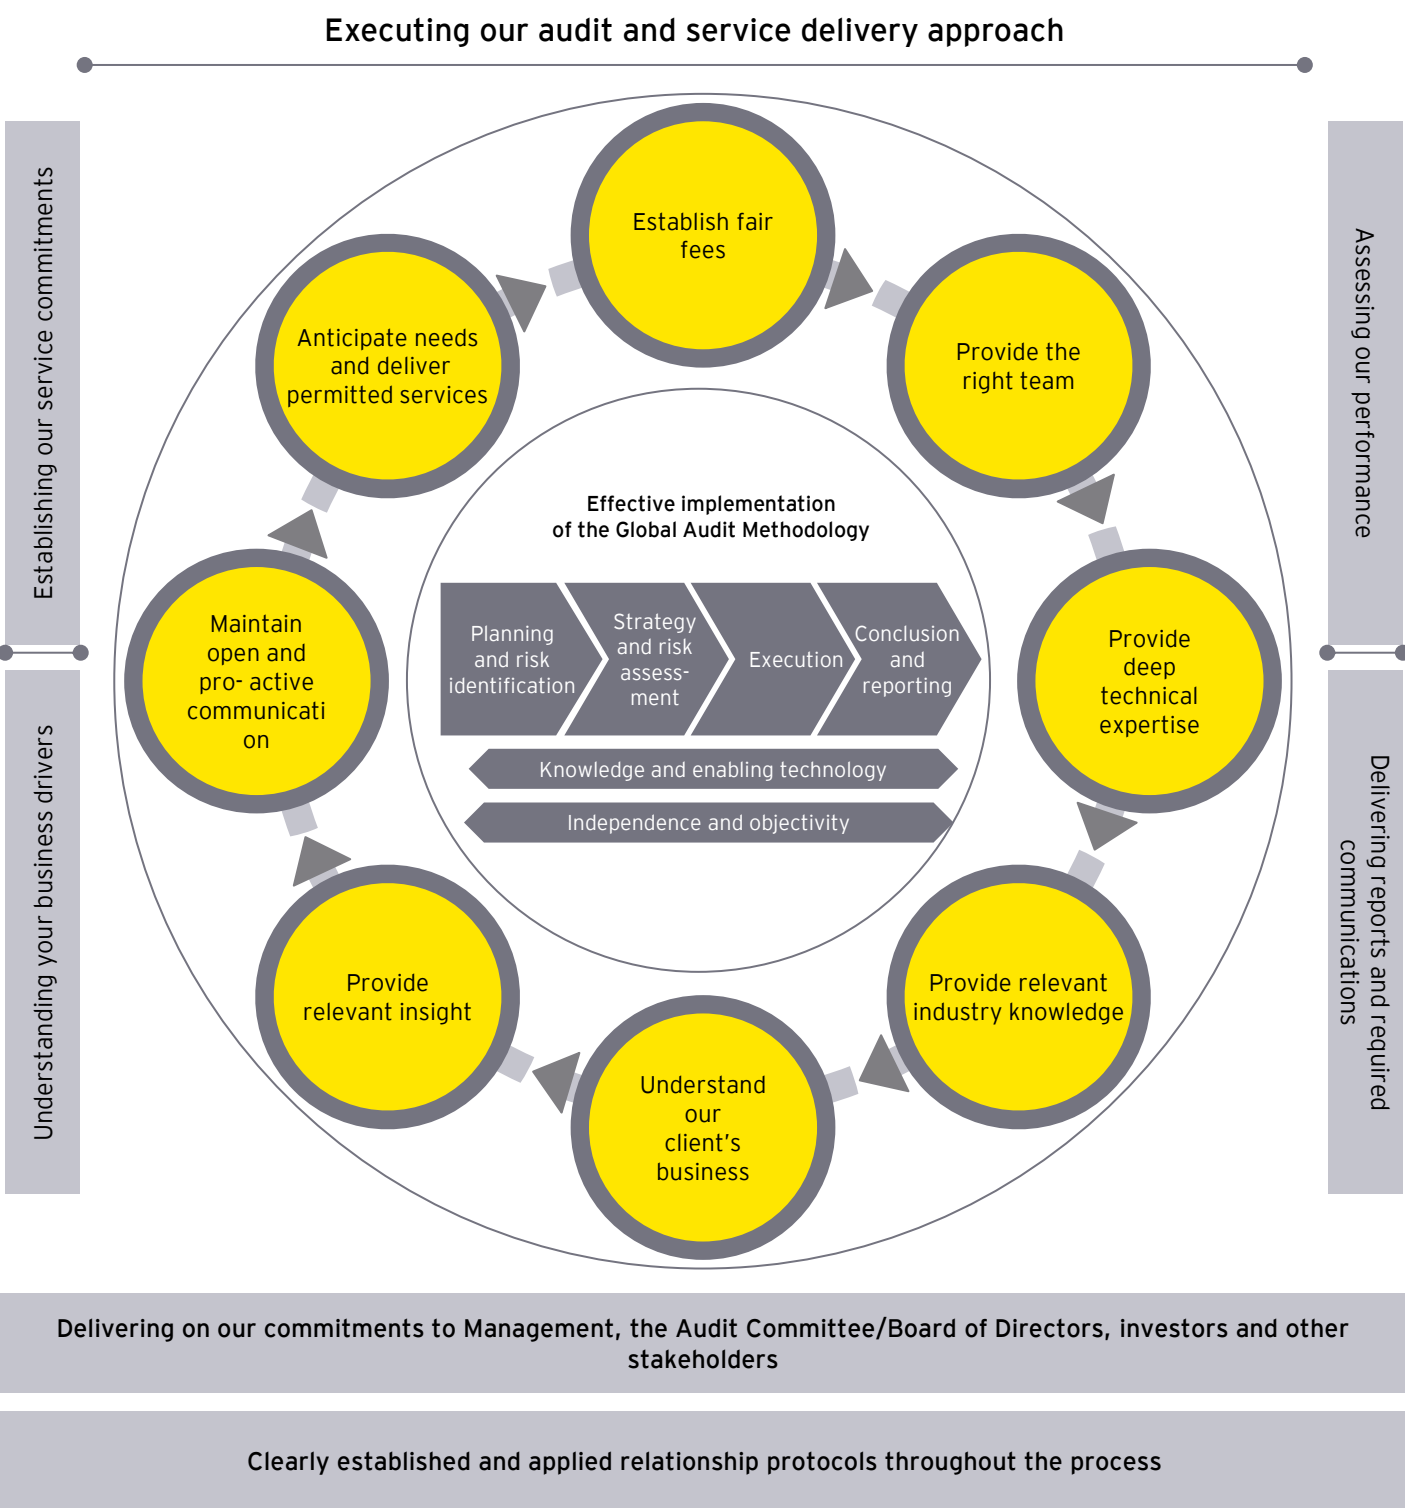 Executing our audit and service delivery approach
Establishing our service commitments
Understanding your business drivers
Establish fair
fees
Anticipate needs
and deliver
permitted services
Provide the
right team
Maintain
open and
pro- active
communicati
on
Effective implementation
of the Global Audit Methodology
Planning
and risk
identification
Strategy
and risk
assess-
ment
Execution
Conclusion
and
reporting
Knowledge and enabling technology
Independence and objectivity
Provide
deep
technical
expertise
Provide
relevant insight
Provide relevant
industry knowledge
Understand
our
client’s
business
Assessing our performance
Delivering reports and required
communications
Delivering on our commitments to Management, the Audit Committee/Board of Directors, investors and other
stakeholders
Clearly established and applied relationship protocols throughout the process